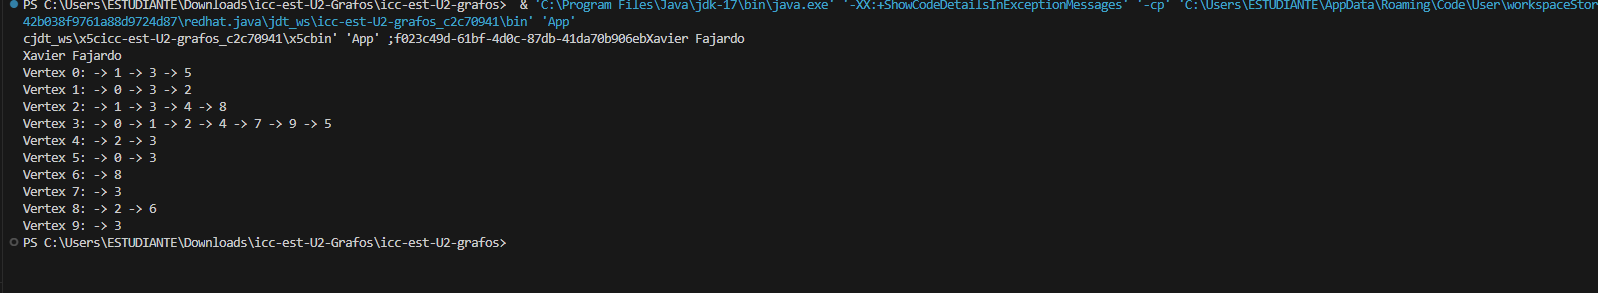 PS C:\Users\ESTUDIANTE\Downloads\icc-est-U2-Grafos\icc-est-U2-grafos>  & 'C:\Program Files\Java\jdk-17\bin\java.exe' '-XX:+ShowCodeDetailsInExceptionMessages' '-cp' 'C:\Users\ESTUDIANTE\AppData\Roaming\Code\User\workspaceStor
42b038f9761a88d9724d87\redhat.java\jdt_ws\icc-est-U2-grafos_c2c70941\bin' 'App'
cjdt_ws\x5cicc-est-U2-grafos_c2c70941\x5cbin' 'App' ;f023c49d-61bf-4d0c-87db-41da70b906ebXavier Fajardo
Xavier Fajardo
Vertex 0: -> 1 -> 3 -> 5
Vertex 1: -> 0 -> 3 -> 2
Vertex 2: -> 1 -> 3 -> 4 -> 8
Vertex 3: -> 0 -> 1 -> 2 -> 4 -> 7 -> 9 -> 5
Vertex 4: -> 2 -> 3
Vertex 5: -> 0 -> 3
Vertex 6: -> 8
Vertex 7: -> 3
Vertex 8: -> 2 -> 6
Vertex 9: -> 3
PS C:\Users\ESTUDIANTE\Downloads\icc-est-U2-Grafos\icc-est-U2-grafos>